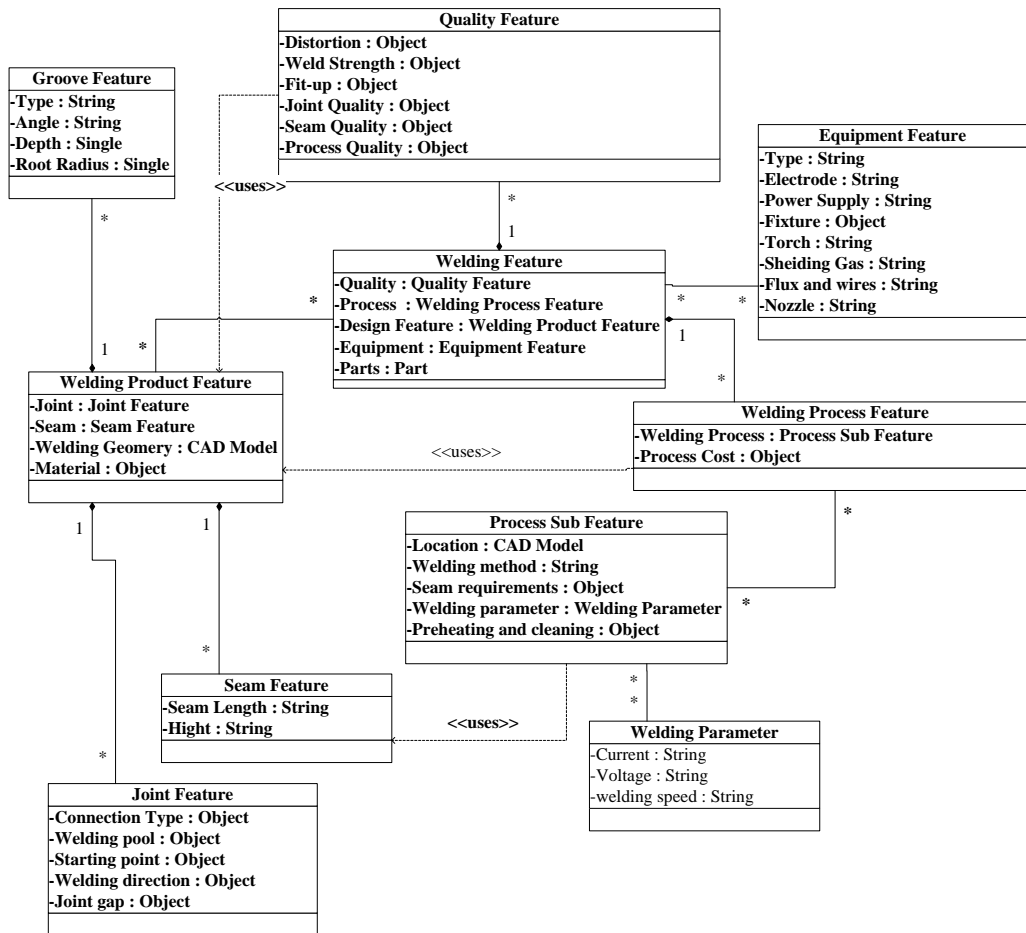 Quality Feature
-Distortion : Object
-Weld Strength : Object
-Fit-up : Object
-Joint Quality : Object
-Seam Quality : Object
-Process Quality : Object
Groove Feature
-Type : String
-Angle : String
-Depth : Single
-Root Radius : Single
Equipment Feature
-Type : String
-Electrode : String
-Power Supply : String
-Fixture : Object
-Torch : String
-Sheiding Gas : String
-Flux and wires : String
-Nozzle : String
<<uses>>
*
*
1
Welding Feature
-Quality : Quality Feature
-Process : Welding Process Feature
-Design Feature : Welding Product Feature
-Equipment : Equipment Feature
-Parts : Part
*
*
*
1
1
*
*
Welding Product Feature
-Joint : Joint Feature
-Seam : Seam Feature
-Welding Geomery : CAD Model
-Material : Object
Welding Process Feature
-Welding Process : Process Sub Feature
-Process Cost : Object
<<uses>>
1
1
*
Process Sub Feature
-Location : CAD Model
-Welding method : String
-Seam requirements : Object
-Welding parameter : Welding Parameter
-Preheating and cleaning : Object
*
*
*
*
Seam Feature
-Seam Length : String
-Hight : String
<<uses>>
Welding Parameter
-Current : String
-Voltage : String
-welding speed : String
*
Joint Feature
-Connection Type : Object
-Welding pool : Object
-Starting point : Object
-Welding direction : Object
-Joint gap : Object